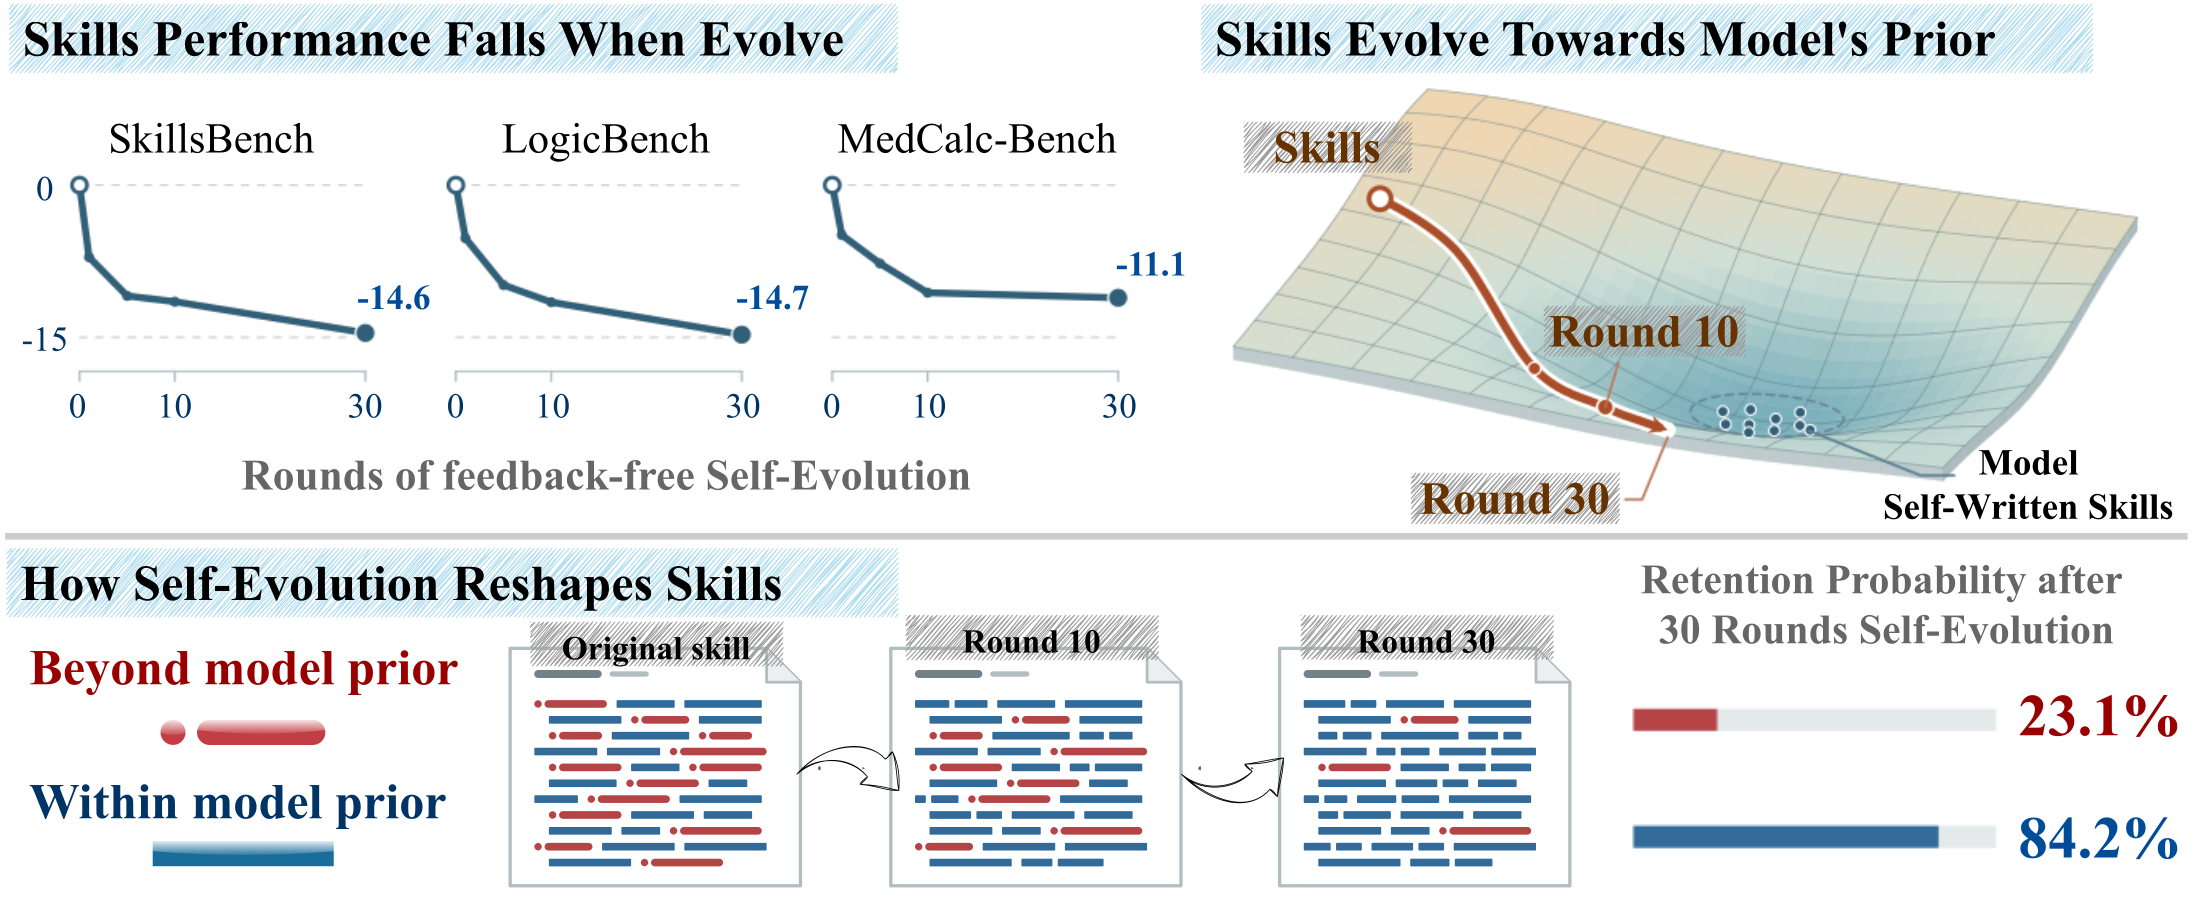 Skills Performance Falls When Evolve
SkillsBench
LogicBench
MedCalc-Bench
0
-15
-14.6
-14.7
-11.1
0 10 30
0 10 30
0 10 30
Rounds of feedback-free Self-Evolution
Skills Evolve Towards Model's Prior
Skills
Round 10
Round 30
Model
Self-Written Skills
How Self-Evolution Reshapes Skills
Beyond model prior
Within model prior
Original skill
Round 10
Round 30
Retention Probability after
30 Rounds Self-Evolution
23.1%
84.2%